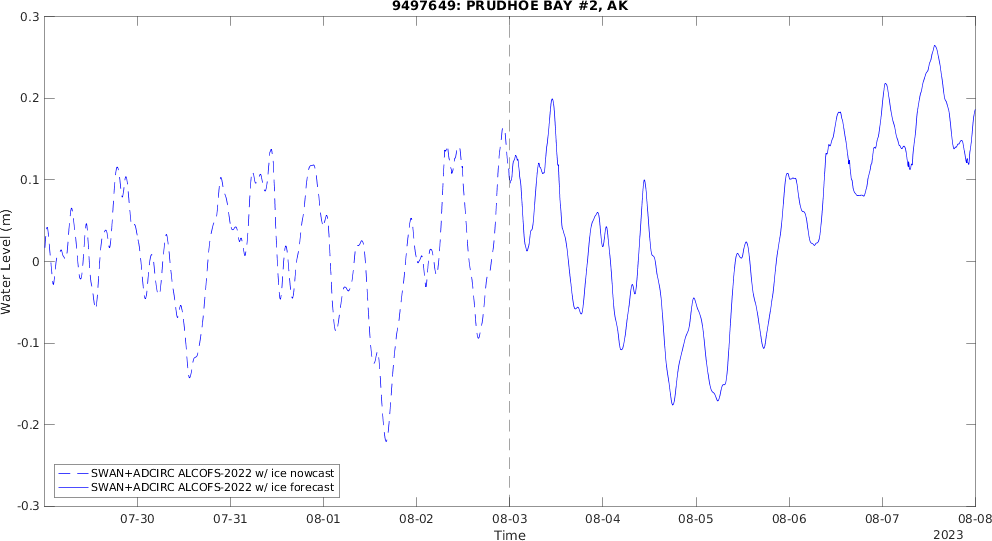 9497649: PRUDHOE BAY #2, AK
0.3
0.2
0.1
0
-0.1
-0.2
-0.3
Water Level (m)
SWAN+ADCIRC ALCOFS-2022 w/ ice nowcast
SWAN+ADCIRC ALCOFS-2022 w/ ice forecast
07-30 07-31 08-01 08-02 08-03 08-04 08-05 08-06 08-07 08-08
Time
2023